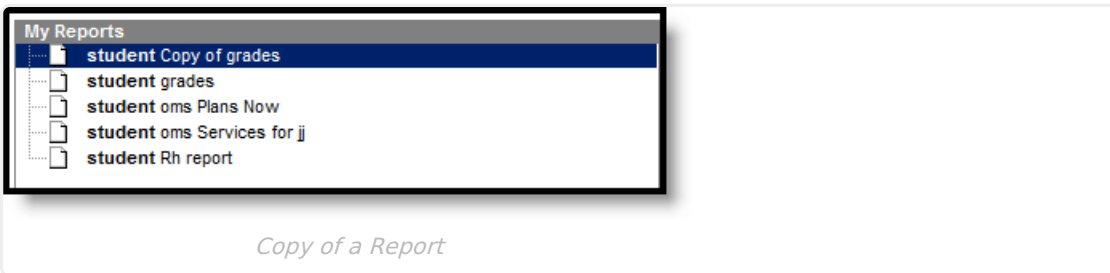 My Reports
student Copy of grades
student grades
student oms Plans Now
student oms Services for jj
student Rh report
Copy of a Report